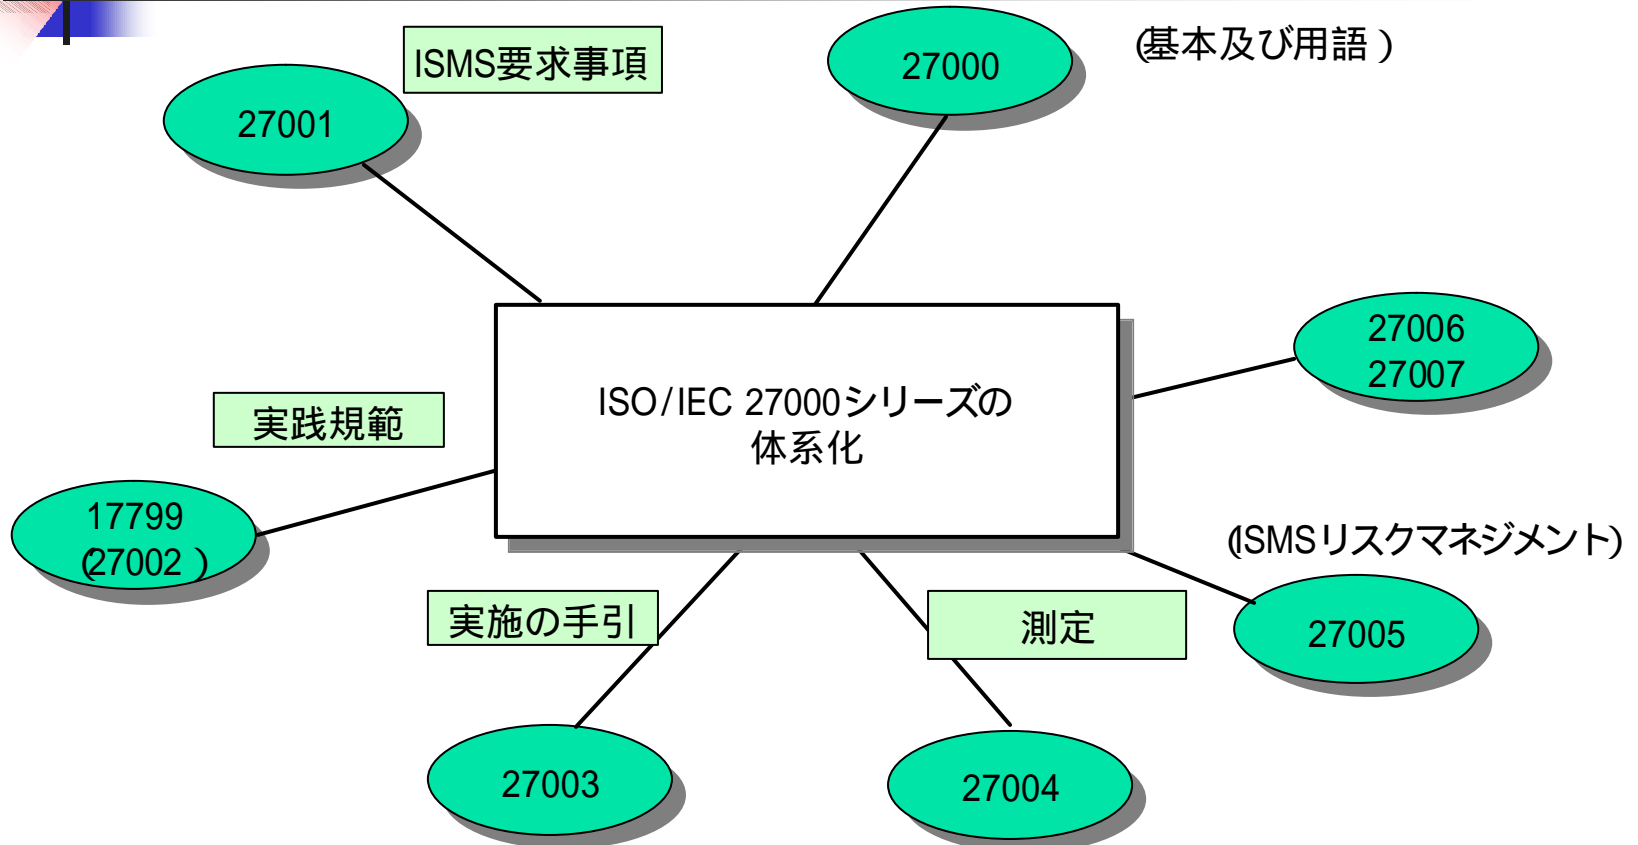 ISMS要求事項
27001
27000
(基本及び用語)
27006
27007
ISO/IEC 27000シリーズの
体系化
実践規範
17799
(27002)
(ISMSリスクマネジメント)
27005
実施の手引
測定
27003
27004